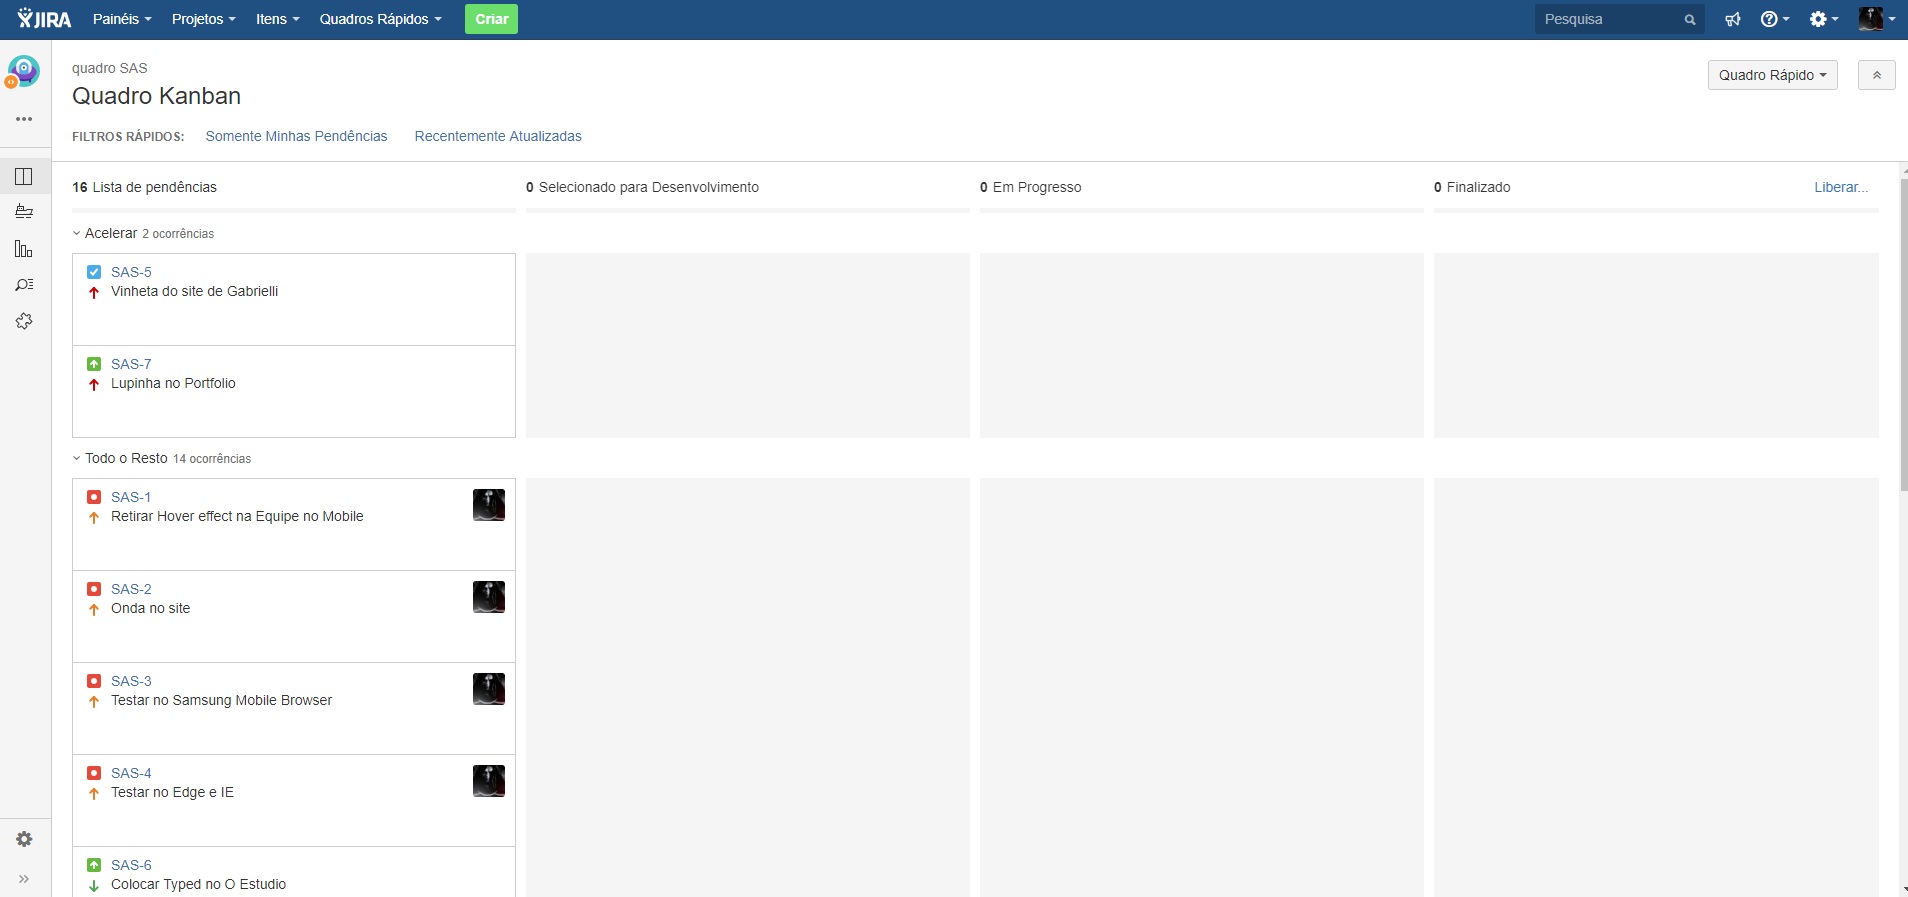 JIRA Painéis Projetos Itens Quadros Rápidos Criar Pesquisa
quadro SAS
Quadro Kanban
Quadro Rápido
FILTROS RÁPIDOS: Somente Minhas Pendências Recentemente Atualizadas
16 Lista de pendências 0 Selecionado para Desenvolvimento 0 Em Progresso 0 Finalizado Liberar...
Acelerar 2 ocorrências
SAS-5
Vinheta do site de Gabrielli
SAS-7
Lupinha no Portfolio
Todo o Resto 14 ocorrências
SAS-1
Retirar Hover effect na Equipe no Mobile
SAS-2
Onda no site
SAS-3
Testar no Samsung Mobile Browser
SAS-4
Testar no Edge e IE
SAS-6
Colocar Typed no O Estudio